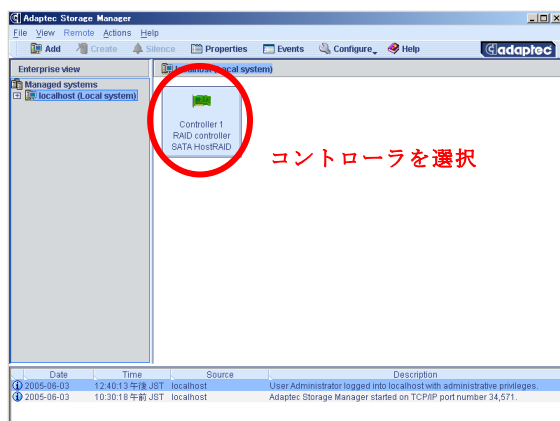 Adaptec Storage Manager
File View Remote Actions Help
Add Create Silence Properties Events Configure Help adaptec
Enterprise view
localhost (Local system)
Managed systems
localhost (Local system)
Controller 1
RAID controller
SATA HostRAID
コントローラを選択
Date Time Source Description
2005-06-03 12:40:13 午後 JST localhost User Administrator logged into localhost with administrative privileges.
2005-06-03 10:30:18 午前 JST localhost Adaptec Storage Manager started on TCP/IP port number 34,571.